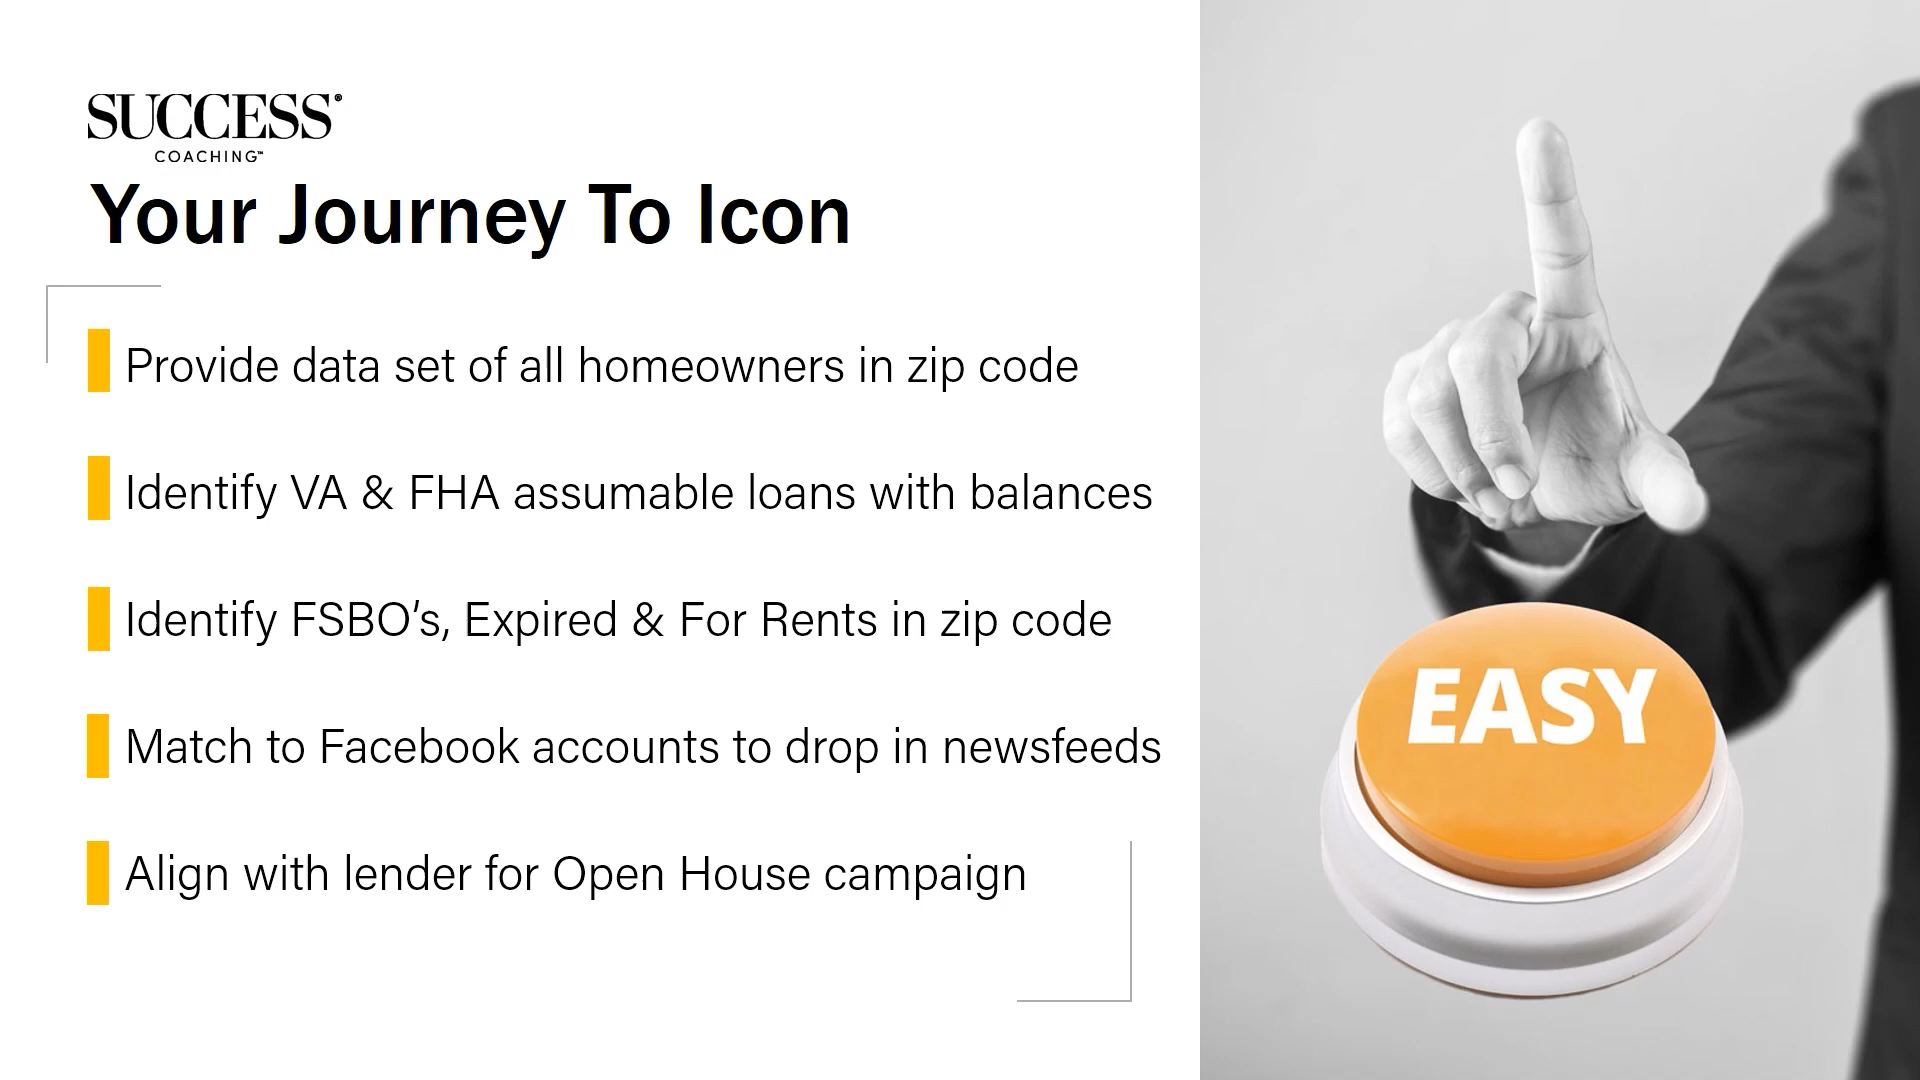 SUCCESS®
COACHING™
Your Journey To Icon
Provide data set of all homeowners in zip code
Identify VA & FHA assumable loans with balances
Identify FSBO’s, Expired & For Rents in zip code
Match to Facebook accounts to drop in newsfeeds
Align with lender for Open House campaign
EASY